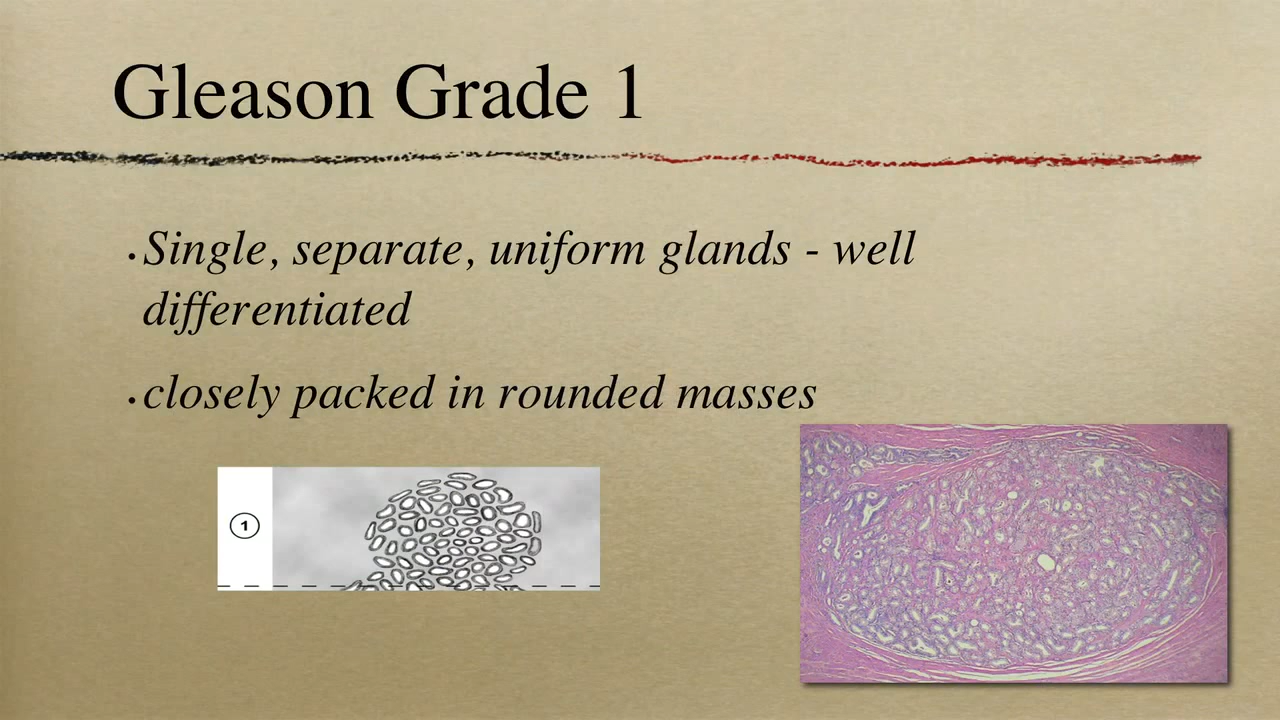 Gleason Grade 1
• Single, separate, uniform glands - well
differentiated
• closely packed in rounded masses
1